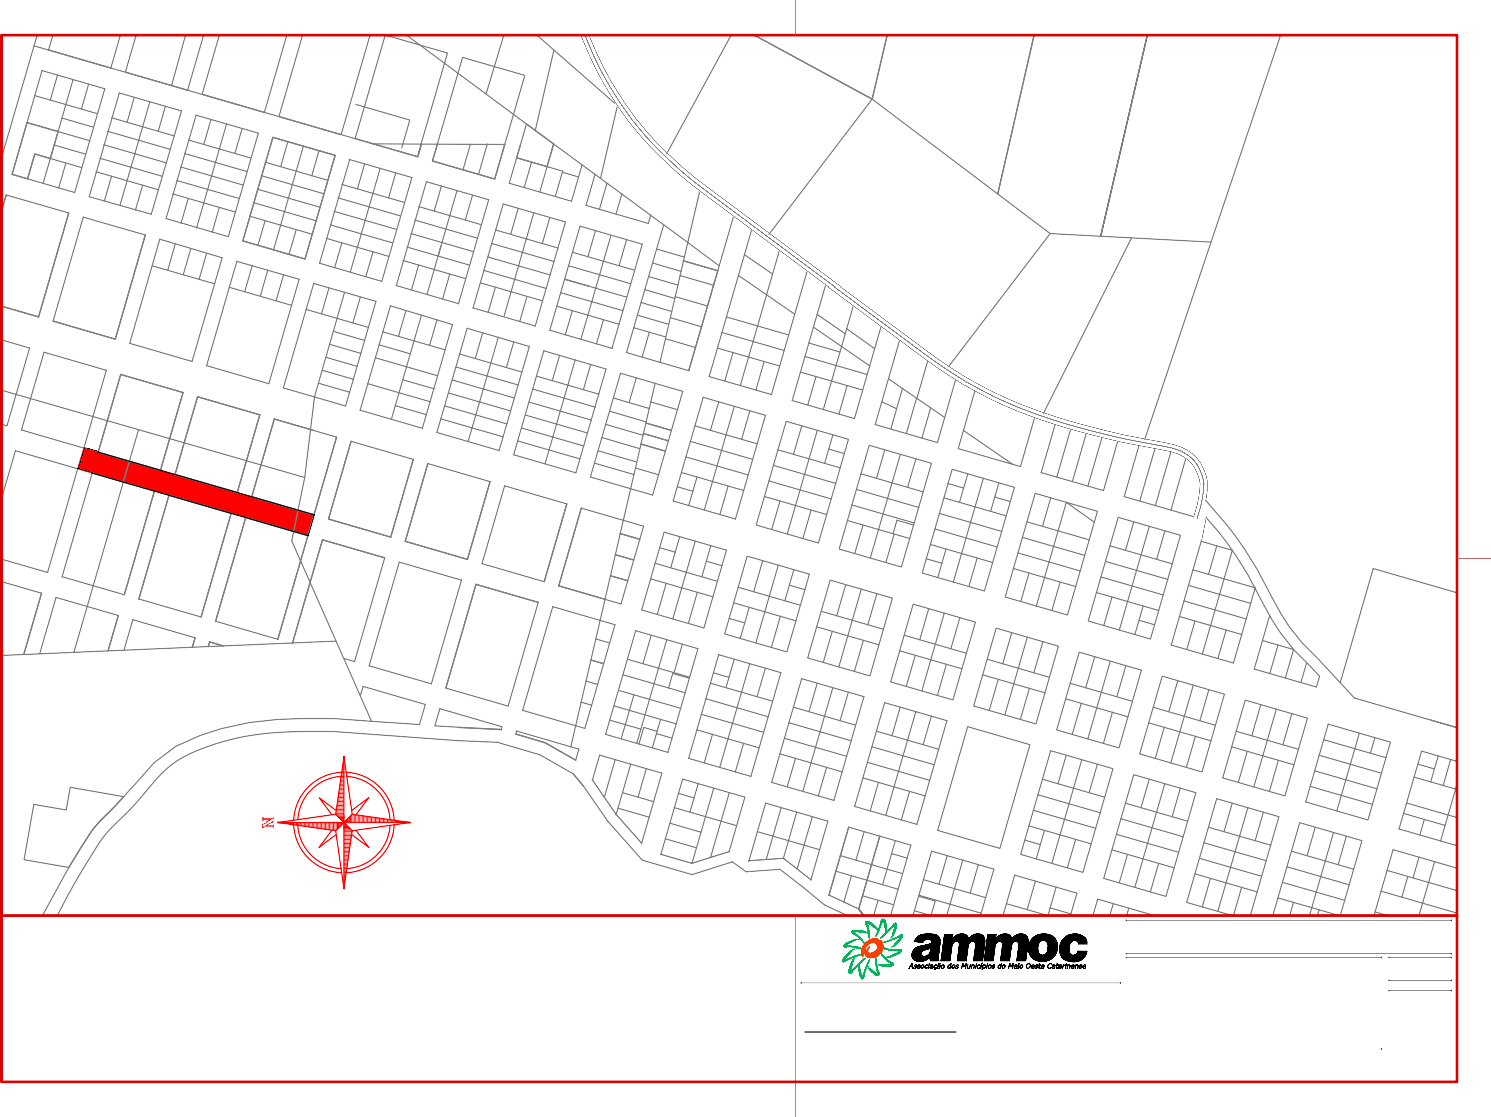 N
ammoc
Associação dos Municípios do Meio Oeste Catarinense